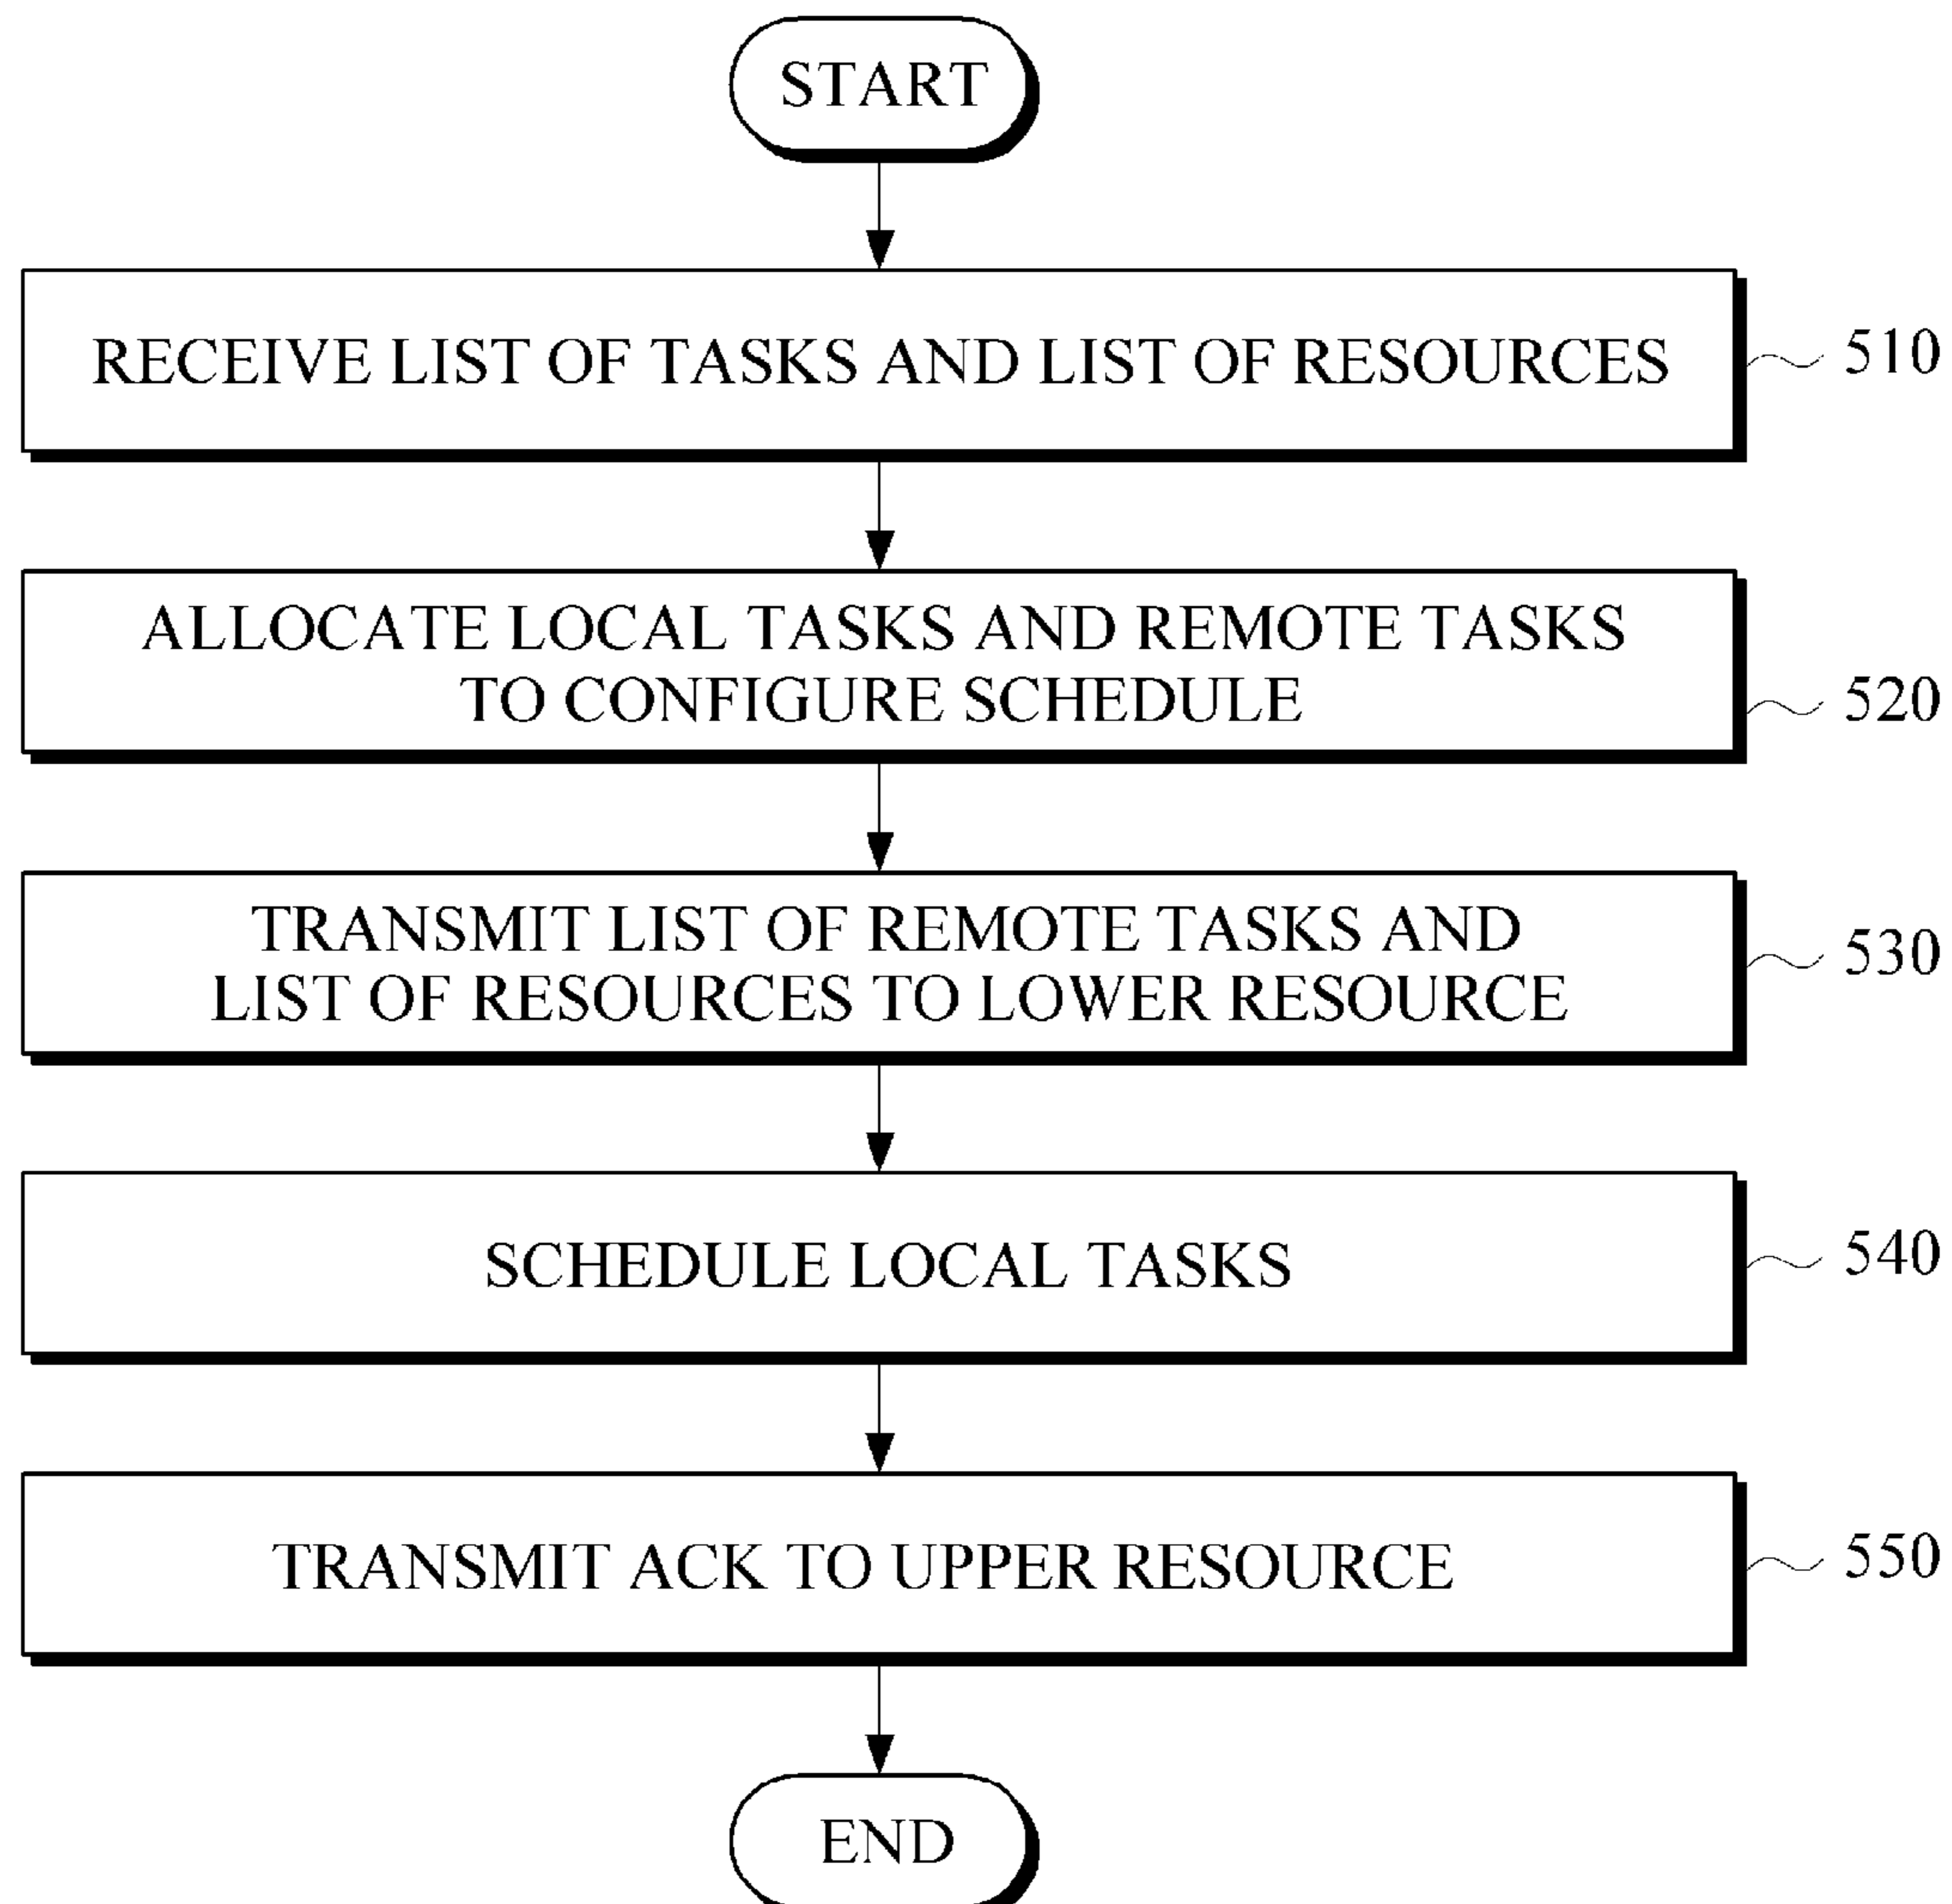 START
RECEIVE LIST OF TASKS AND LIST OF RESOURCES
510
ALLOCATE LOCAL TASKS AND REMOTE TASKS
TO CONFIGURE SCHEDULE
520
TRANSMIT LIST OF REMOTE TASKS AND
LIST OF RESOURCES TO LOWER RESOURCE
530
SCHEDULE LOCAL TASKS
540
TRANSMIT ACK TO UPPER RESOURCE
550
END